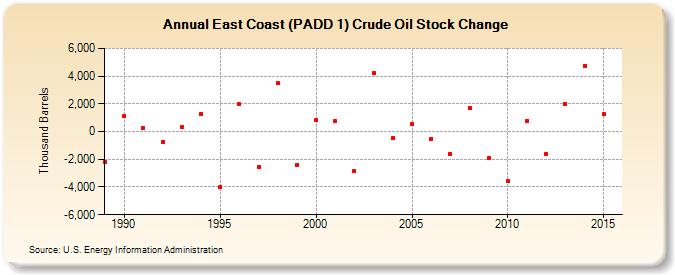 Annual East Coast (PADD 1) Crude Oil Stock Change
Thousand Barrels
6,000
4,000
2,000
0
-2,000
-4,000
-6,000
1990 1995 2000 2005 2010 2015
Source: U.S. Energy Information Administration